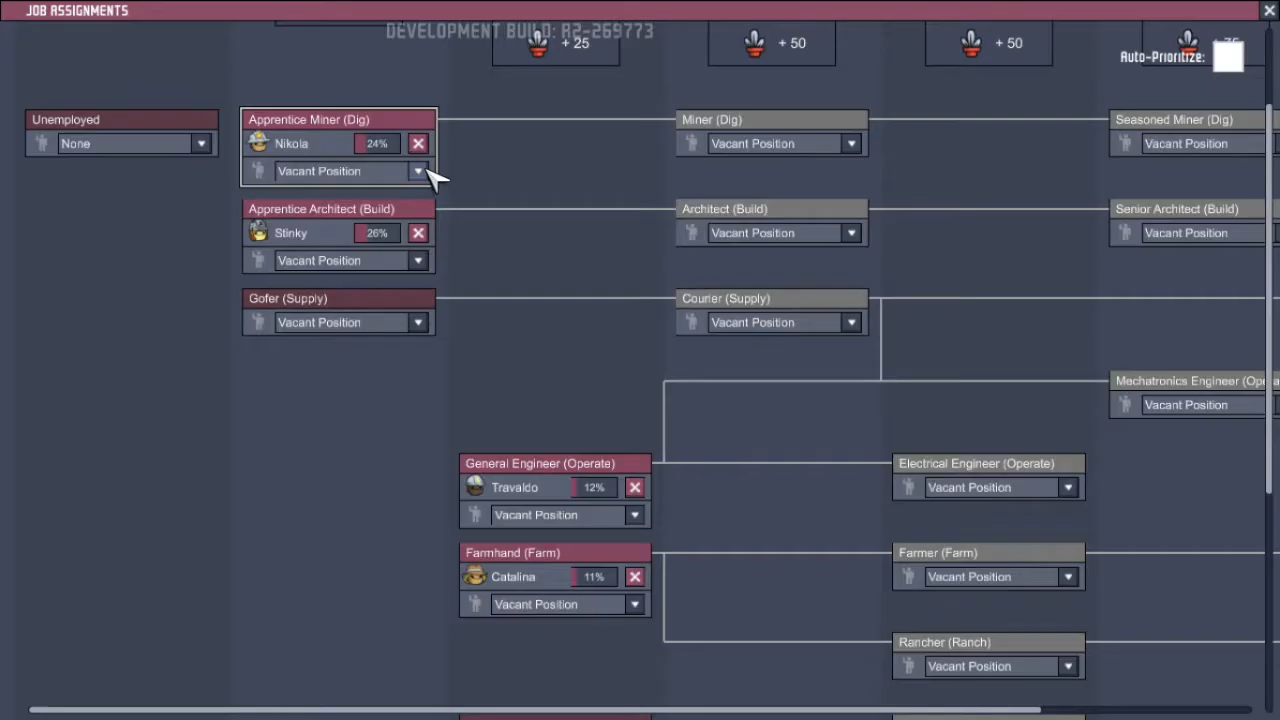 JOB ASSIGNMENTS
DEVELOPMENT BUILD: A2-269773
+ 25
+ 50
+ 50
Auto-Prioritize:
Unemployed
None
Apprentice Miner (Dig)
Nikola 24%
Vacant Position
Miner (Dig)
Vacant Position
Seasoned Miner (Dig)
Vacant Position
Apprentice Architect (Build)
Stinky 26%
Vacant Position
Architect (Build)
Vacant Position
Senior Architect (Build)
Vacant Position
Gofer (Supply)
Vacant Position
Courier (Supply)
Vacant Position
Mechatronics Engineer (Opera
Vacant Position
General Engineer (Operate)
Travaldo 12%
Vacant Position
Electrical Engineer (Operate)
Vacant Position
Farmhand (Farm)
Catalina 11%
Vacant Position
Farmer (Farm)
Vacant Position
Rancher (Ranch)
Vacant Position